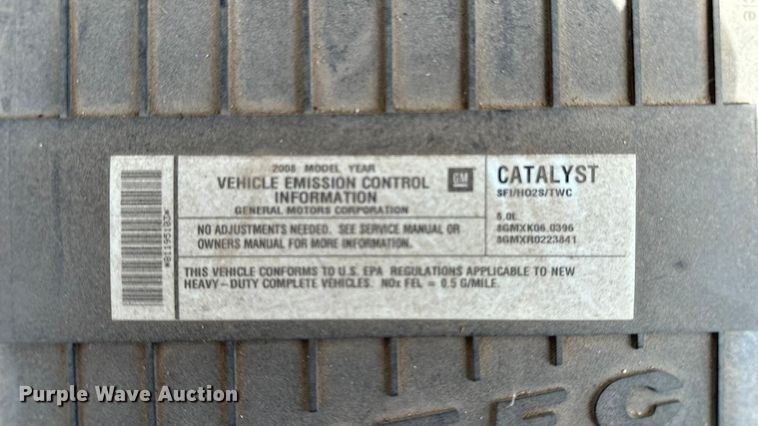 2008 MODEL YEAR
VEHICLE EMISSION CONTROL
INFORMATION
GENERAL MOTORS CORPORATION
GM
NO ADJUSTMENTS NEEDED. SEE SERVICE MANUAL OR
OWNERS MANUAL FOR MORE INFORMATION.
THIS VEHICLE CONFORMS TO U.S. EPA REGULATIONS APPLICABLE TO NEW
HEAVY-DUTY COMPLETE VEHICLES. NOx FEL = 0.5 G/MILE.
CATALYST
SFI/HO2S/TWC
6.0L
8GMXK06.0396
8GMXR0223841
Purple Wave Auction